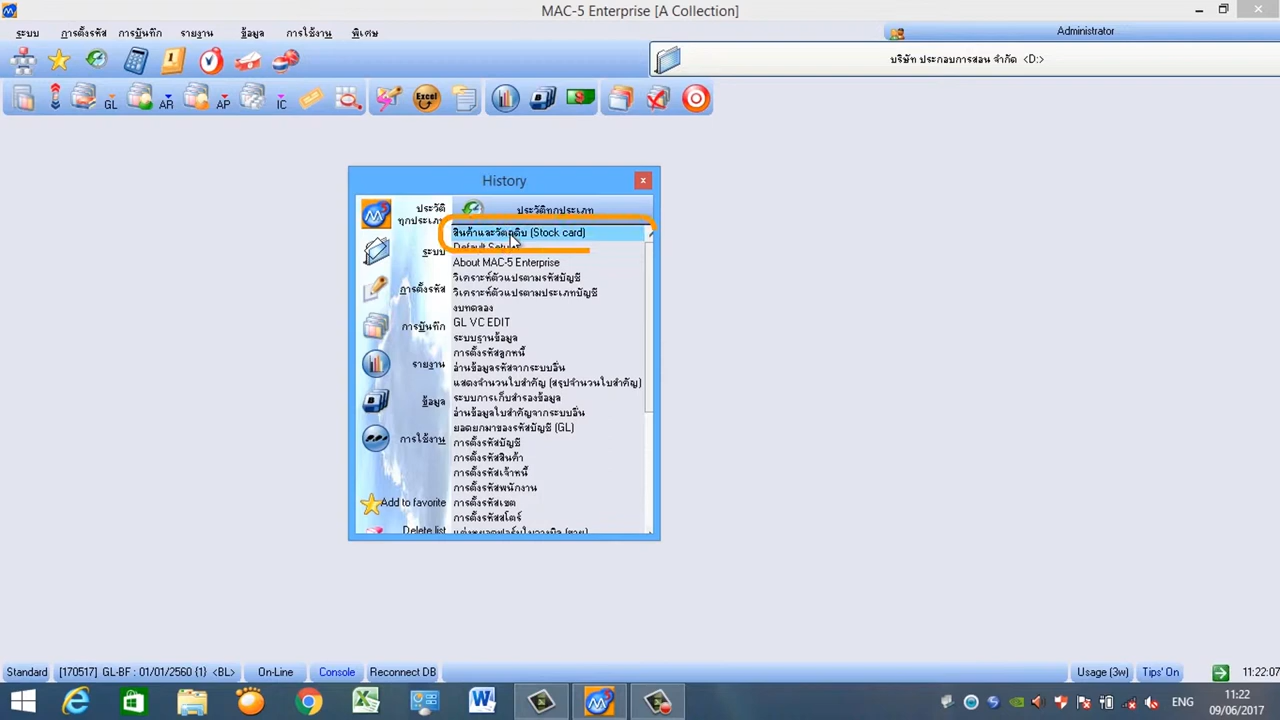 MAC-5 Enterprise [A Collection]
ระบบ การตั้งรหัส การบันทึก รายงาน ข้อมูล การใช้งาน พิเศษ
Administrator
บริษัท ประกอบการสอน จำกัด <D:>
GL AR AP IC Excel
History
ประวัติ
ทุกประเภท
ประวัติทุกประเภท
สินค้าและวัตถุดิบ (Stock card)
Default Setup
ระบบ
About MAC-5 Enterprise
วิเคราะห์ตัวแปรตามรหัสบัญชี
การตั้งรหัส
วิเคราะห์ตัวแปรตามประเภทบัญชี
งบทดลอง
การบันทึก
GL VC EDIT
ระบบฐานข้อมูล
การตั้งรหัสลูกหนี้
รายงาน
อ่านข้อมูลรหัสจากระบบอื่น
แสดงจำนวนใบสำคัญ (สรุปจำนวนใบสำคัญ)
ข้อมูล
ระบบการเก็บสำรองข้อมูล
อ่านข้อมูลใบสำคัญจากระบบอื่น
ยอดยกมาของรหัสบัญชี (GL)
การใช้งาน
การตั้งรหัสบัญชี
การตั้งรหัสสินค้า
การตั้งรหัสเจ้าหนี้
การตั้งรหัสพนักงาน
Add to favorite
การตั้งรหัสเขต
การตั้งรหัสสโตร์
Delete list
Standard [170517] GL-BF : 01/01/2560 {1} <BL> On-Line Console Reconnect DB Usage (3w) Tips' On 11:22:07
ENG
11:22
09/06/2017